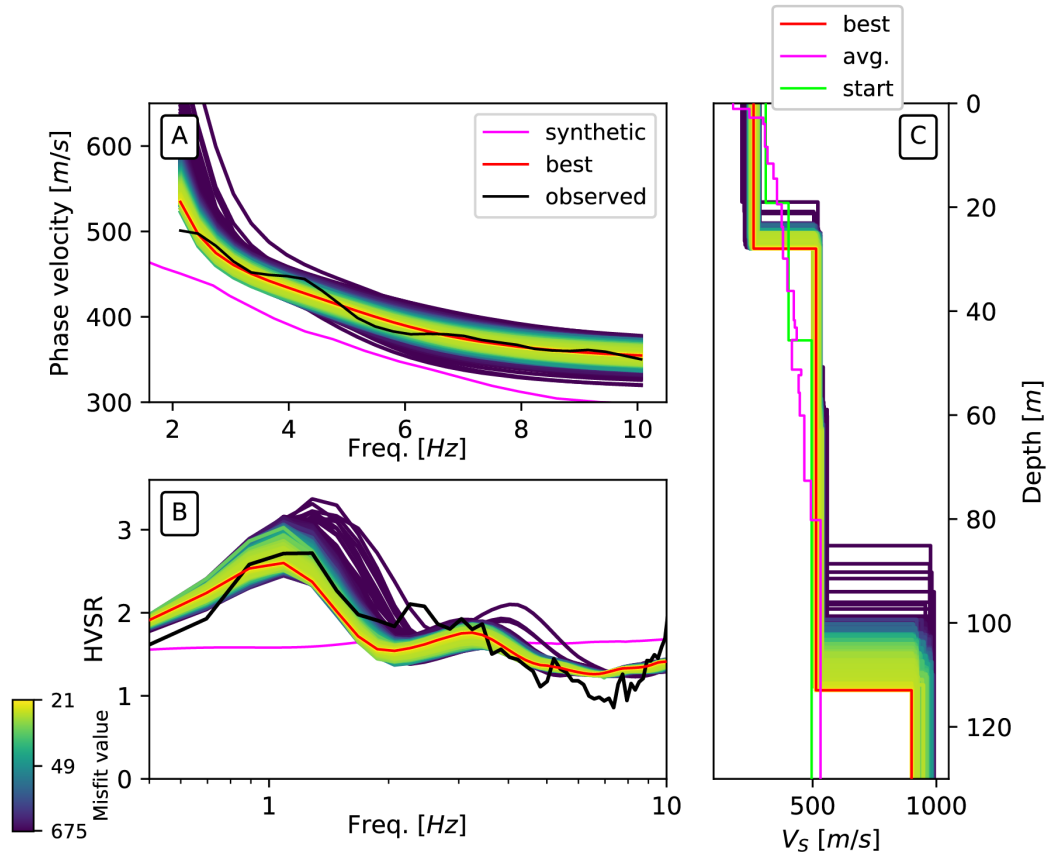 best
avg.
start
A
synthetic
best
observed
600
500
400
300
Phase velocity [m/s]
2
4
6
8
10
Freq. [Hz]
B
3
2
1
0
HVSR
1
10
Freq. [Hz]
21
49
675
Misfit value
C
0
20
40
60
80
100
120
Depth [m]
500
1000
VS [m/s]